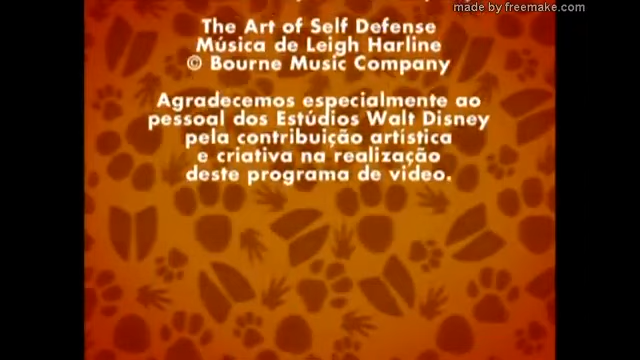 made by freemake.com
The Art of Self Defense
Música de Leigh Harline
© Bourne Music Company
Agradecemos especialmente ao
pessoal dos Estúdios Walt Disney
pela contribuição artística
e criativa na realização
deste programa de video.